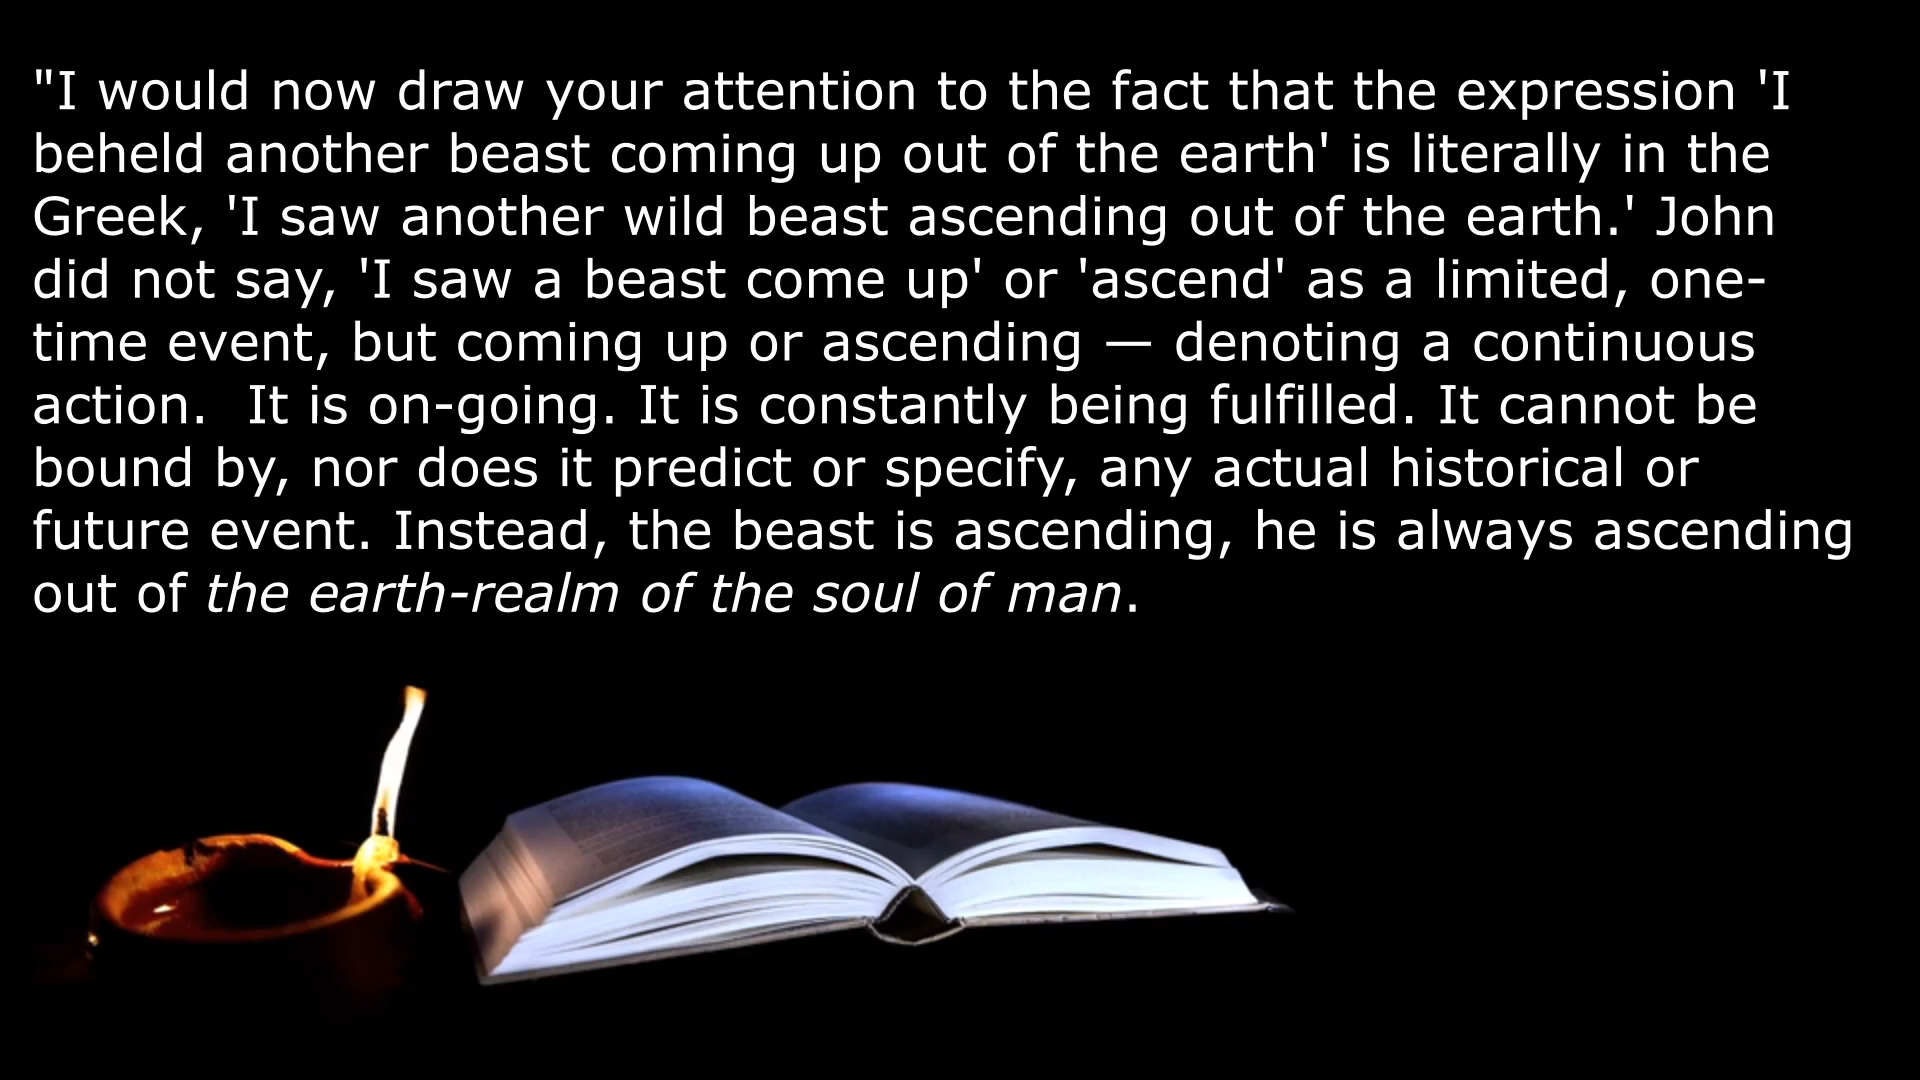 "I would now draw your attention to the fact that the expression 'I
beheld another beast coming up out of the earth' is literally in the
Greek, 'I saw another wild beast ascending out of the earth.' John
did not say, 'I saw a beast come up' or 'ascend' as a limited, one-
time event, but coming up or ascending — denoting a continuous
action.  It is on-going. It is constantly being fulfilled. It cannot be
bound by, nor does it predict or specify, any actual historical or
future event. Instead, the beast is ascending, he is always ascending
out of the earth-realm of the soul of man.